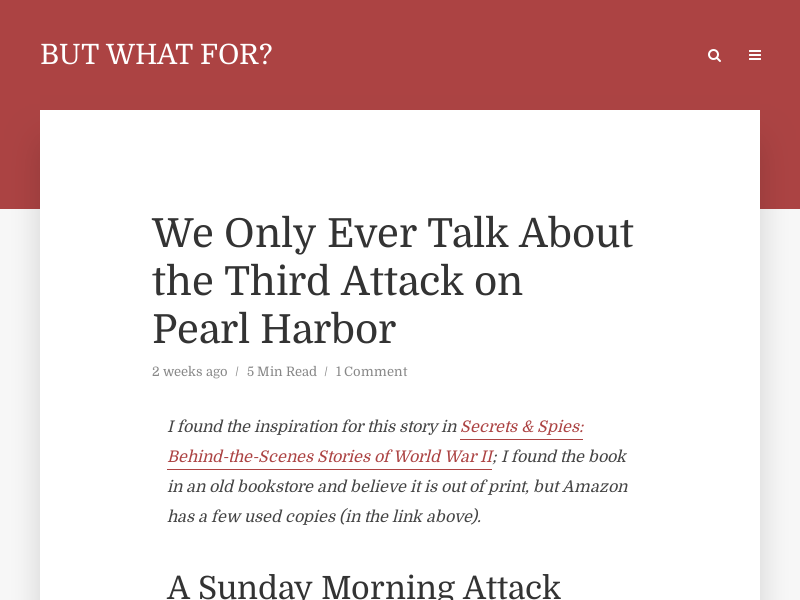 BUT WHAT FOR?
We Only Ever Talk About
the Third Attack on
Pearl Harbor
2 weeks ago / 5 Min Read / 1 Comment
I found the inspiration for this story in Secrets & Spies:
Behind-the-Scenes Stories of World War II; I found the book
in an old bookstore and believe it is out of print, but Amazon
has a few used copies (in the link above).
A Sunday Morning Attack